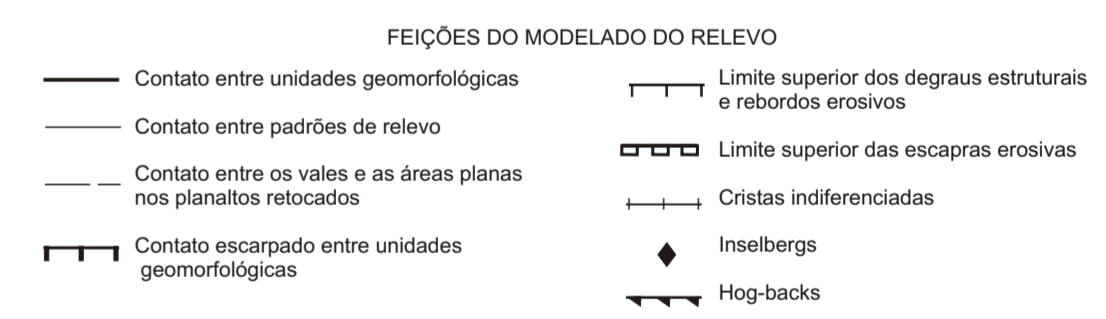 FEIÇÕES DO MODELADO DO RELEVO
Contato entre unidades geomorfológicas
Contato entre padrões de relevo
Contato entre os vales e as áreas planas
nos planaltos retocados
Contato escarpado entre unidades
geomorfológicas
Limite superior dos degraus estruturais
e rebordos erosivos
Limite superior das escapras erosivas
Cristas indiferenciadas
Inselbergs
Hog-backs